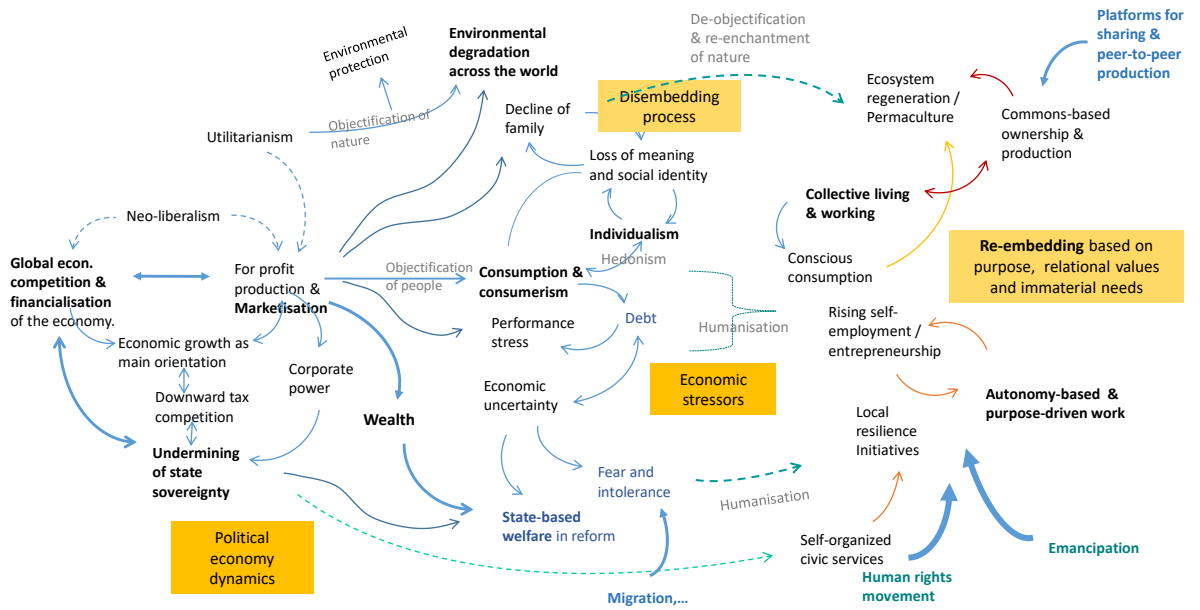 Environmental
protection
Environmental
degradation
across the world
De-objectification
& re-enchantment
of nature
Platforms for
sharing &
peer-to-peer
production
Utilitarianism
Objectification of
nature
Decline of
family
Disembedding
process
Ecosystem
regeneration /
Permaculture
Commons-based
ownership &
production
Loss of meaning
and social identity
Neo-liberalism
Collective living
& working
Individualism
Hedonism
Global econ.
competition &
financialisation
of the economy.
For profit
production &
Marketisation
Objectification
of people
Consumption &
consumerism
Conscious
consumption
Re-embedding based on
purpose, relational values
and immaterial needs
Performance
stress
Debt
Humanisation
Rising self-
employment /
entrepreneurship
Economic growth as
main orientation
Corporate
power
Economic
uncertainty
Economic
stressors
Autonomy-based &
purpose-driven work
Downward tax
competition
Wealth
Local
resilience
Initiatives
Undermining
of state
sovereignty
Fear and
intolerance
Humanisation
State-based
welfare in reform
Political
economy
dynamics
Self-organized
civic services
Emancipation
Human rights
movement
Migration,...